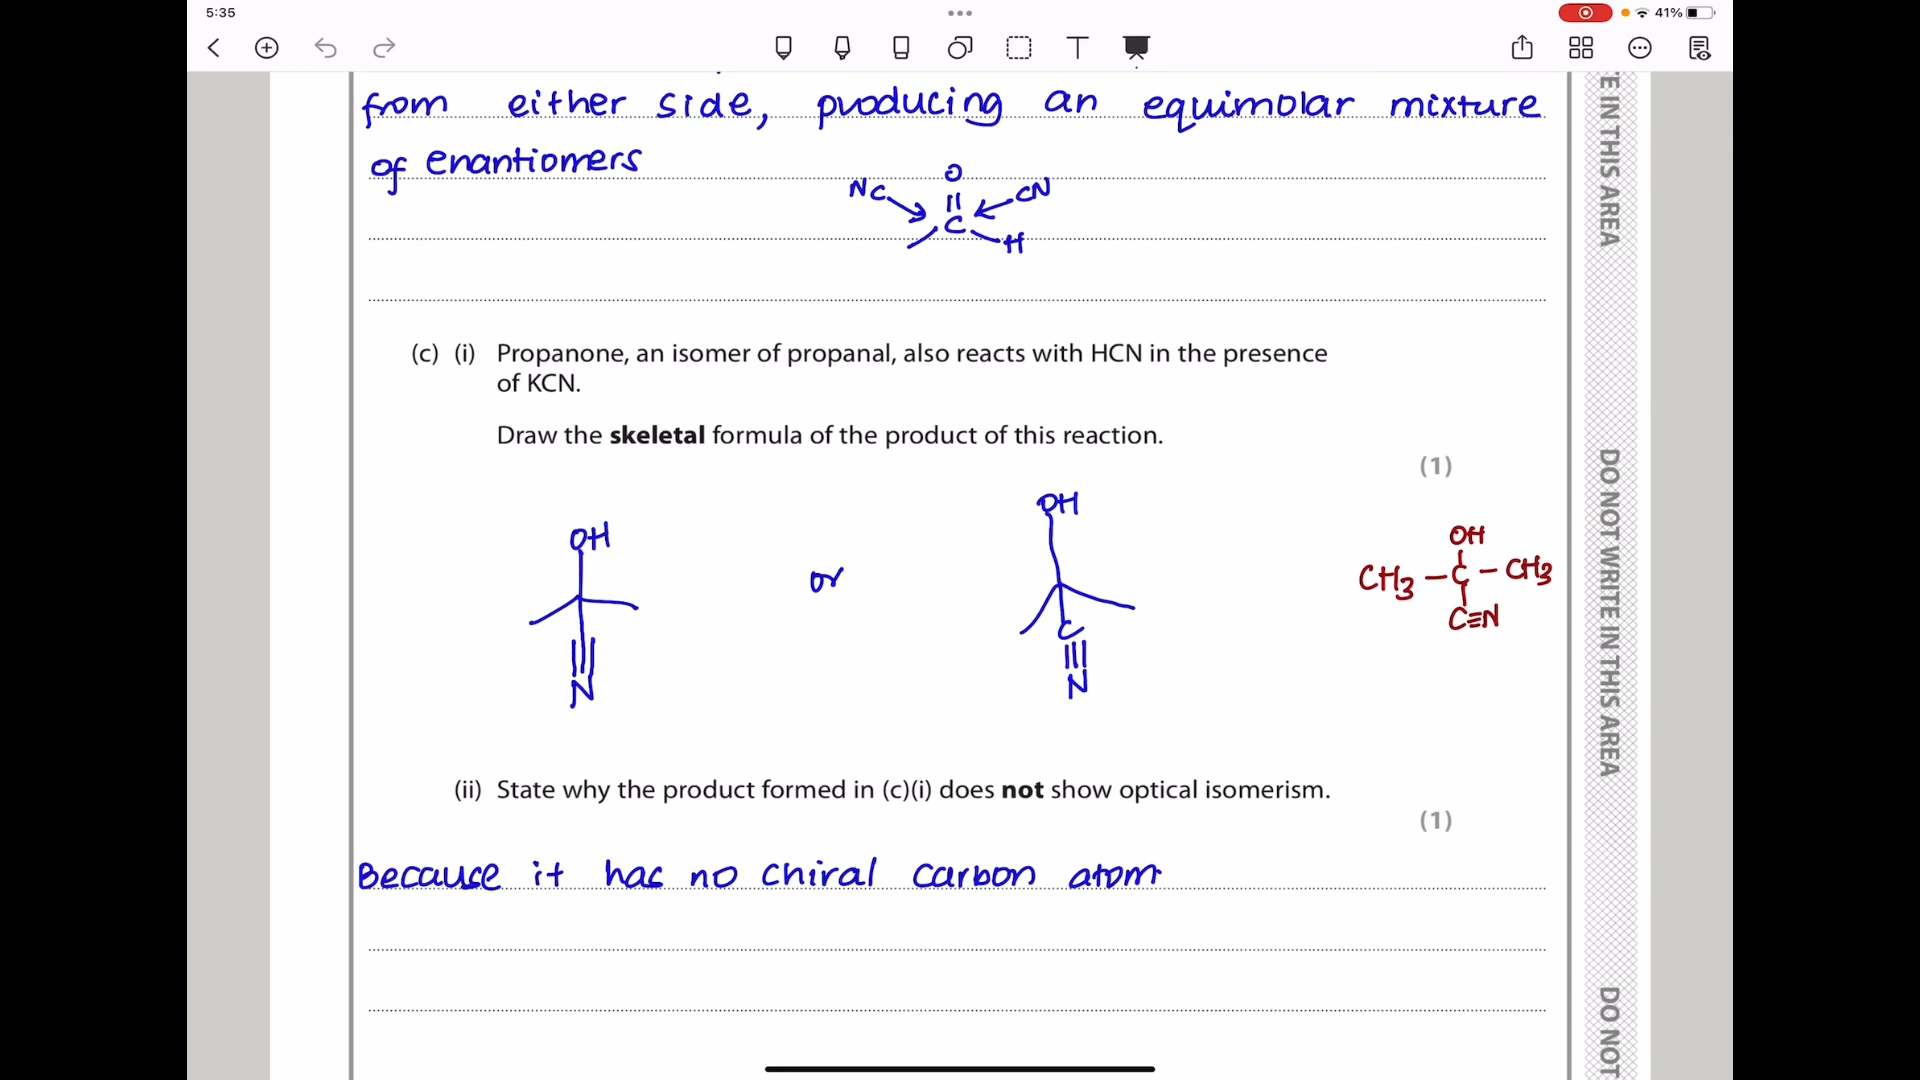 5:35
41%
from either side, producing an equimolar mixture
of enantiomers
O
NC CN
C
H
(c) (i) Propanone, an isomer of propanal, also reacts with HCN in the presence
of KCN.
Draw the skeletal formula of the product of this reaction.
(1)
OH
N
or
OH
C
N
OH
CH3 – C – CH3
C≡N
(ii) State why the product formed in (c)(i) does not show optical isomerism.
(1)
Because it has no chiral carbon atom
E IN THIS AREA
DO NOT WRITE IN THIS AREA
DO NOT